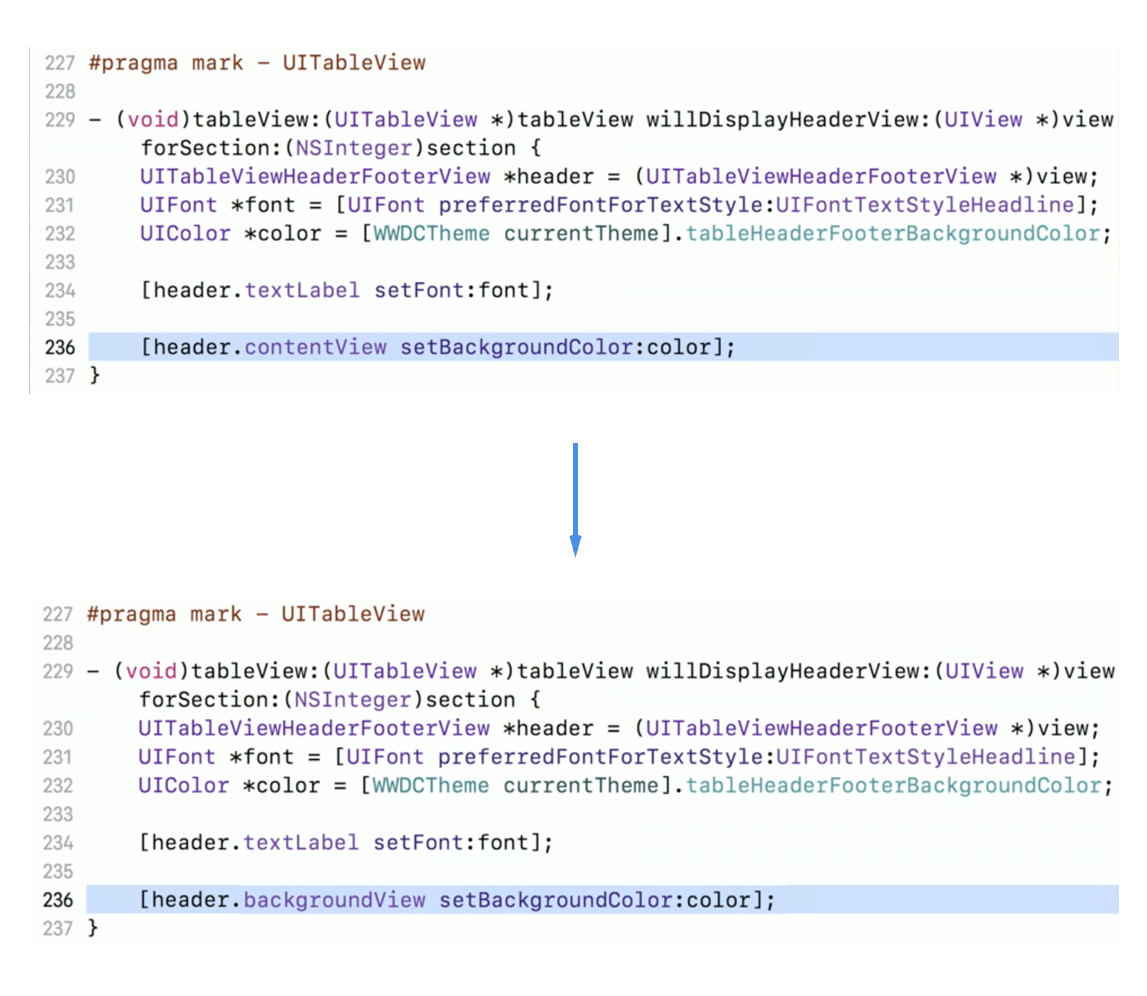 227 #pragma mark – UITableView
228
229 – (void)tableView:(UITableView *)tableView willDisplayHeaderView:(UIView *)view
forSection:(NSInteger)section {
230 UITableViewHeaderFooterView *header = (UITableViewHeaderFooterView *)view;
231 UIFont *font = [UIFont preferredFontForTextStyle:UIFontTextStyleHeadline];
232 UIColor *color = [WWDCTheme currentTheme].tableHeaderFooterBackgroundColor;
233
234 [header.textLabel setFont:font];
235
236 [header.contentView setBackgroundColor:color];
237 }
227 #pragma mark – UITableView
228
229 – (void)tableView:(UITableView *)tableView willDisplayHeaderView:(UIView *)view
forSection:(NSInteger)section {
230 UITableViewHeaderFooterView *header = (UITableViewHeaderFooterView *)view;
231 UIFont *font = [UIFont preferredFontForTextStyle:UIFontTextStyleHeadline];
232 UIColor *color = [WWDCTheme currentTheme].tableHeaderFooterBackgroundColor;
233
234 [header.textLabel setFont:font];
235
236 [header.backgroundView setBackgroundColor:color];
237 }